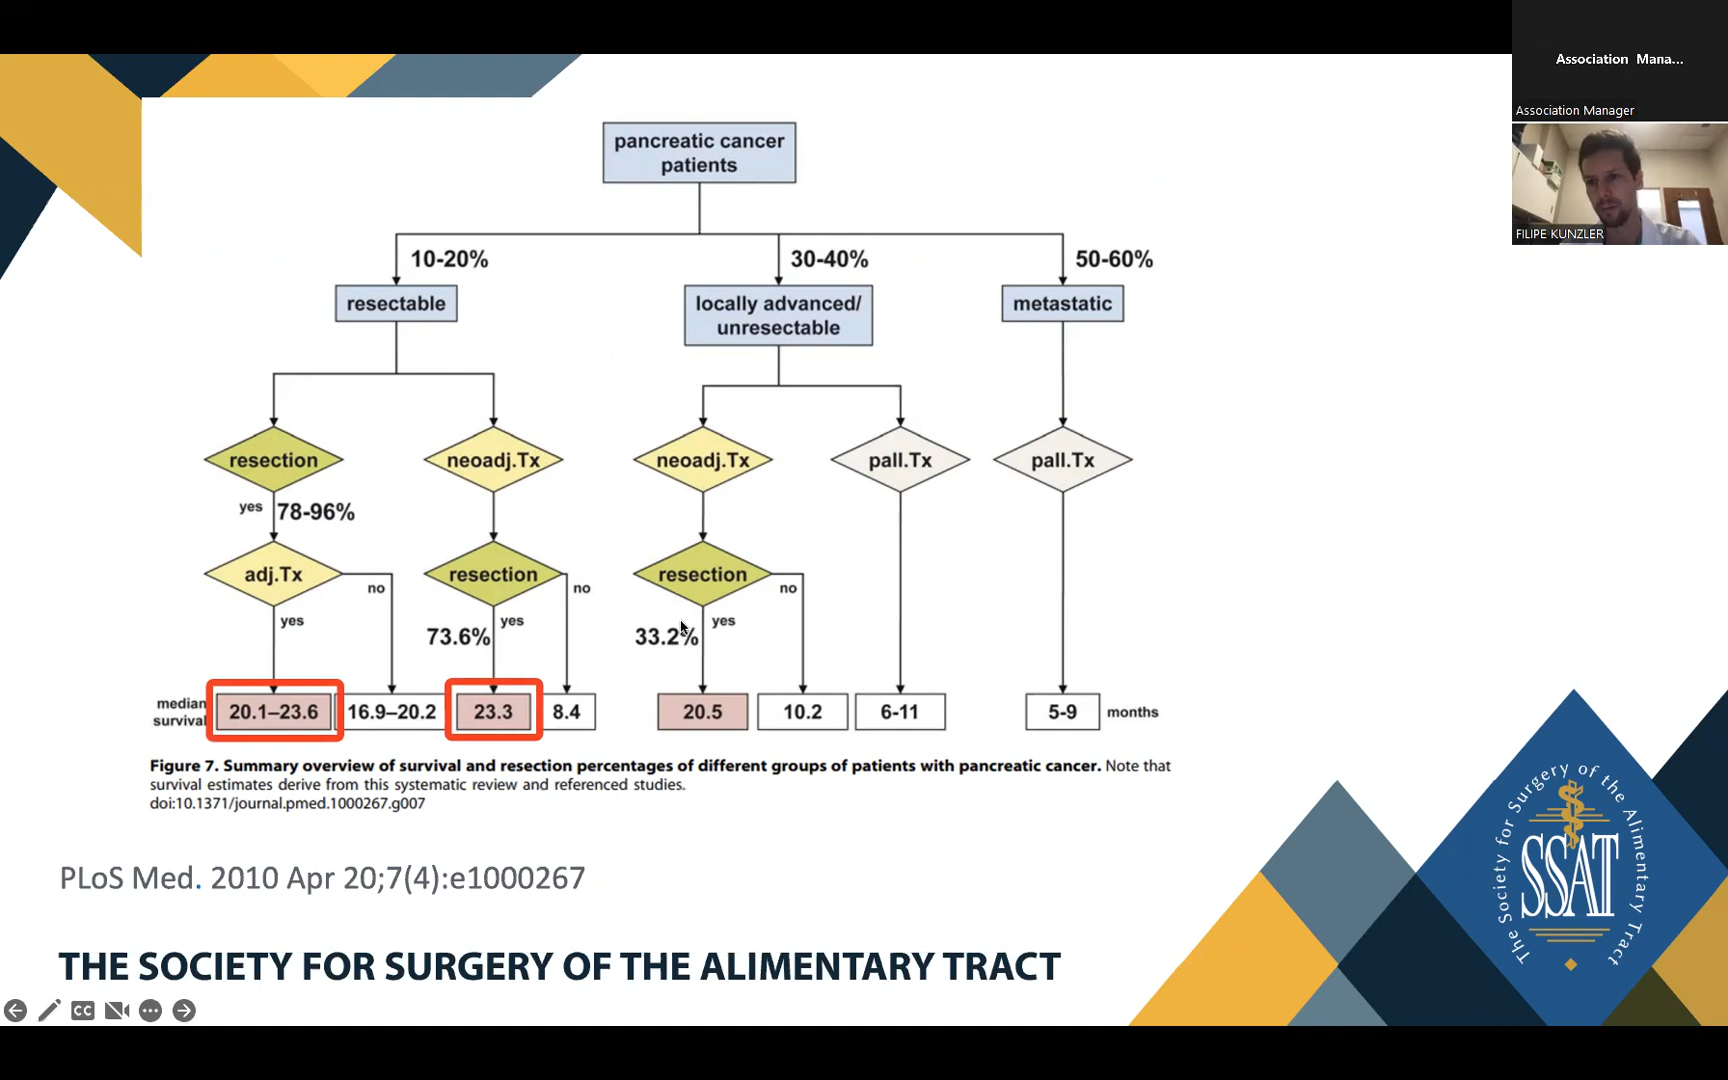 Association Mana...
Association Manager
FILIPE KUNZLER
pancreatic cancer
patients
10-20%
30-40%
50-60%
resectable
locally advanced/
unresectable
metastatic
resection
neoadj.Tx
neoadj.Tx
pall.Tx
pall.Tx
yes
78-96%
adj.Tx
no
resection
no
resection
no
yes
73.6%
yes
33.2%
yes
median
survival
20.1–23.6
16.9–20.2
23.3
8.4
20.5
10.2
6-11
5-9
months
Figure 7. Summary overview of survival and resection percentages of different groups of patients with pancreatic cancer. Note that
survival estimates derive from this systematic review and referenced studies.
doi:10.1371/journal.pmed.1000267.g007
PLoS Med. 2010 Apr 20;7(4):e1000267
THE SOCIETY FOR SURGERY OF THE ALIMENTARY TRACT
The Society for Surgery of the Alimentary Tract
SSAT
CC